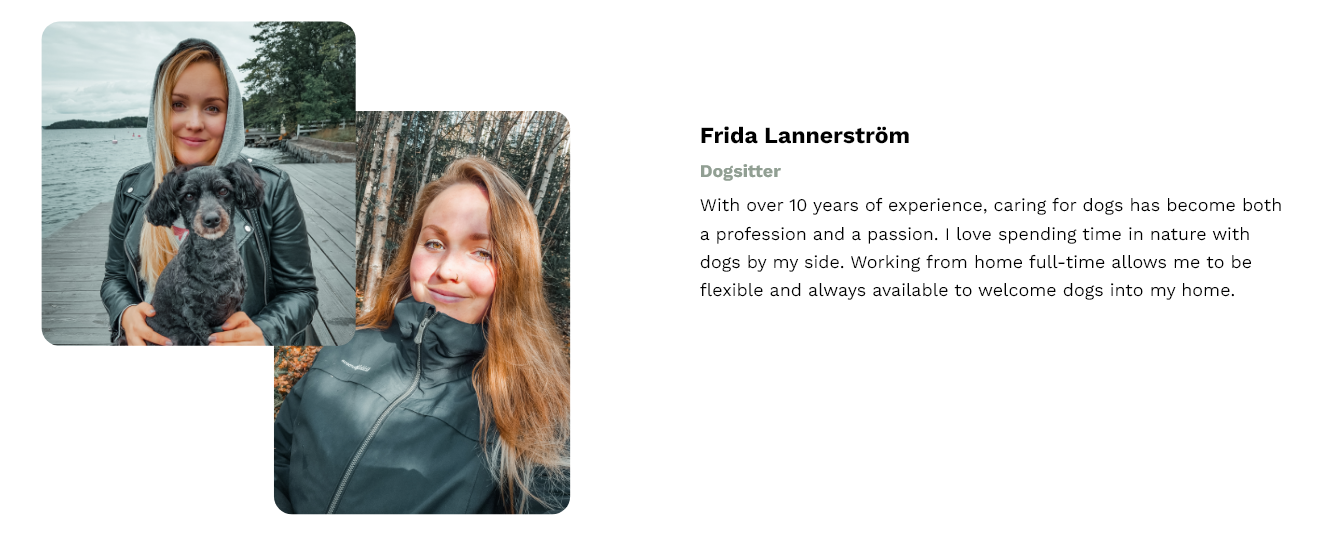 Frida Lannerström
Dogsitter
With over 10 years of experience, caring for dogs has become both
a profession and a passion. I love spending time in nature with
dogs by my side. Working from home full-time allows me to be
flexible and always available to welcome dogs into my home.